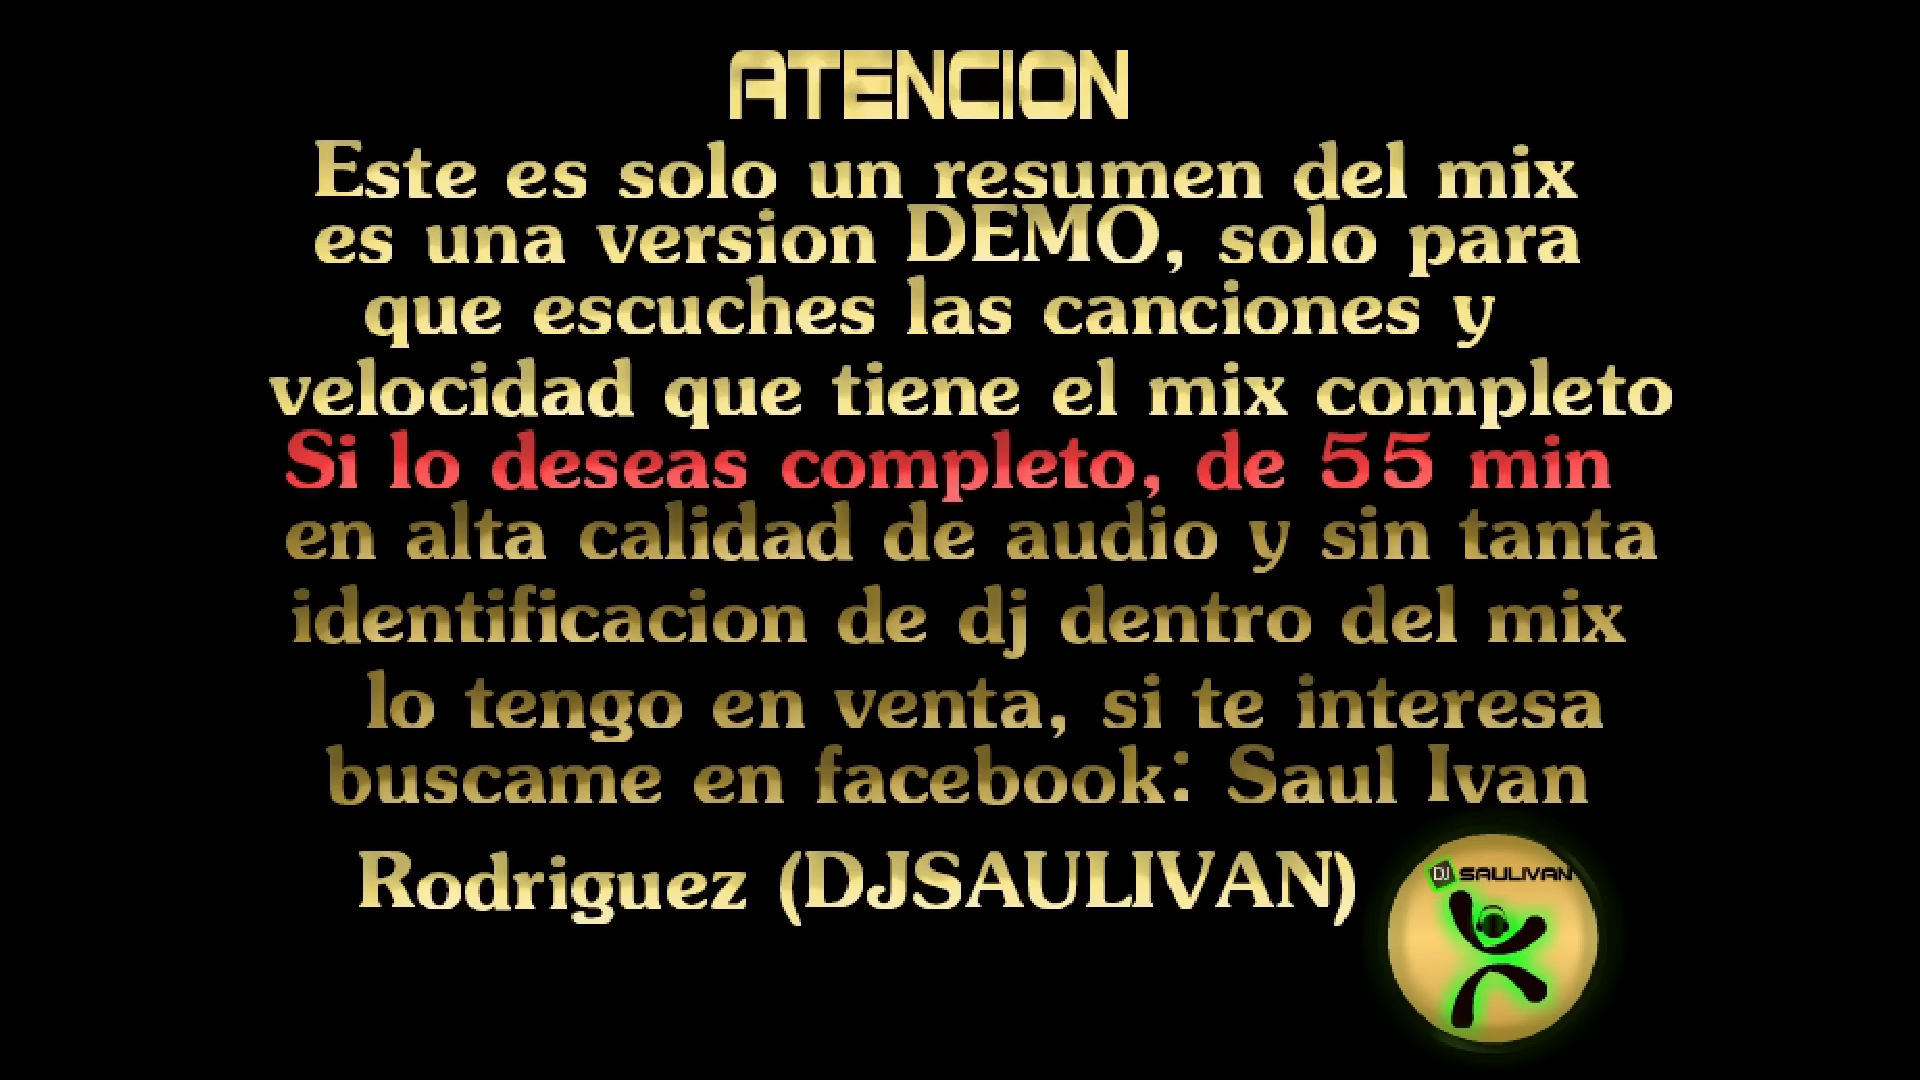 ATENCION
Este es solo un resumen del mix
es una version DEMO, solo para
que escuches las canciones y
velocidad que tiene el mix completo
Si lo deseas completo, de 55 min
en alta calidad de audio y sin tanta
identificacion de dj dentro del mix
lo tengo en venta, si te interesa
buscame en facebook: Saul Ivan
Rodriguez (DJSAULIVAN)
DJ SAULIVAN